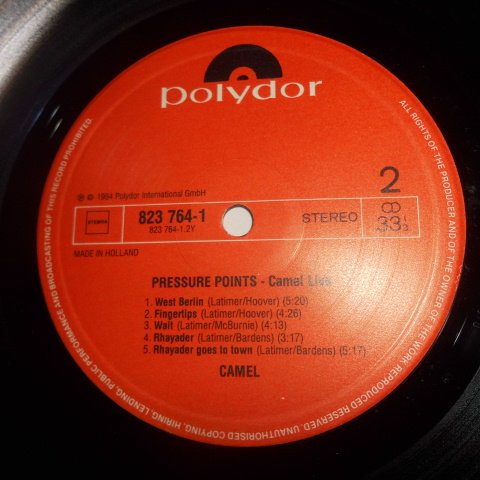 polydor
℗ © 1984 Polydor International GmbH
2
STEMRA
823 764-1
823 764-1.2Y
STEREO
33 1/3
MADE IN HOLLAND
PRESSURE POINTS - Camel Live
1. West Berlin (Latimer/Hoover) (5:20)
2. Fingertips (Latimer/Hoover) (4:26)
3. Wait (Latimer/McBurnie) (4:13)
4. Rhayader (Latimer/Bardens) (3:17)
5. Rhayader goes to town (Latimer/Bardens) (5:17)
CAMEL
ALL RIGHTS OF THE PRODUCER AND OF THE OWNER OF THE WORK REPRODUCED RESERVED. UNAUTHORISED COPYING, HIRING, LENDING, PUBLIC PERFORMANCE AND BROADCASTING OF THIS RECORD PROHIBITED.